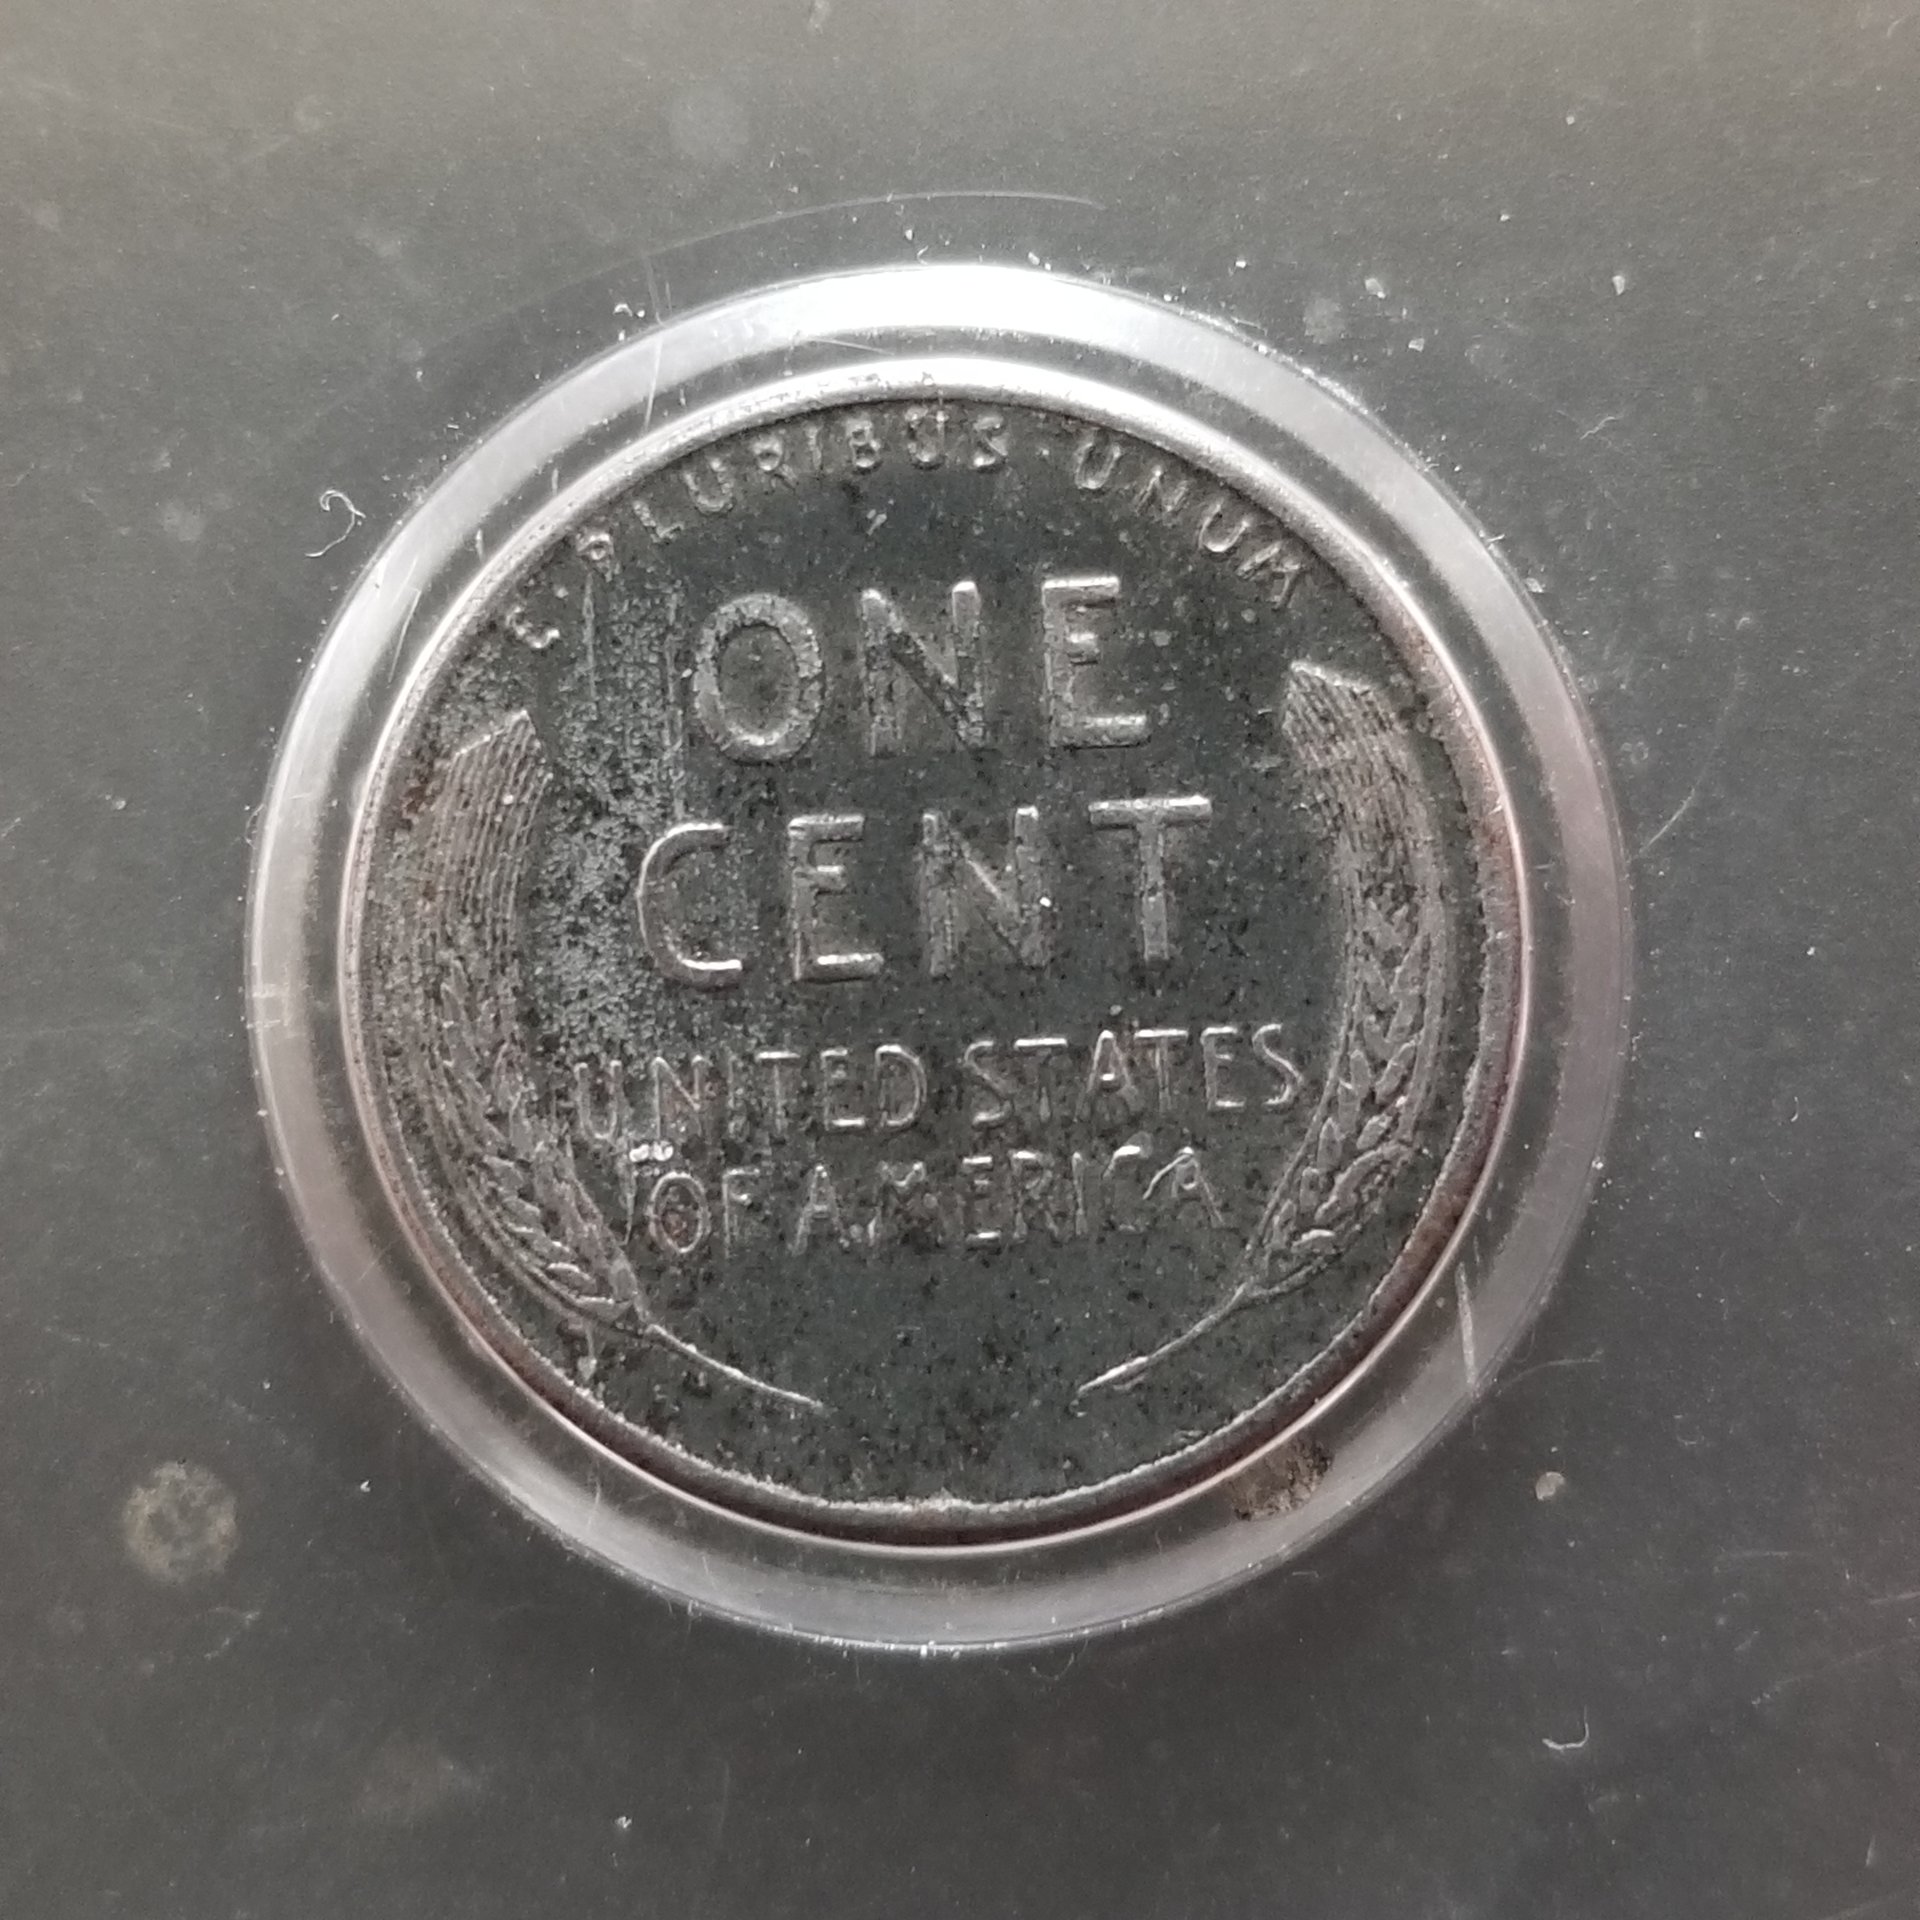 E · PLURIBUS · UNUM
ONE
CENT
UNITED STATES
OF AMERICA